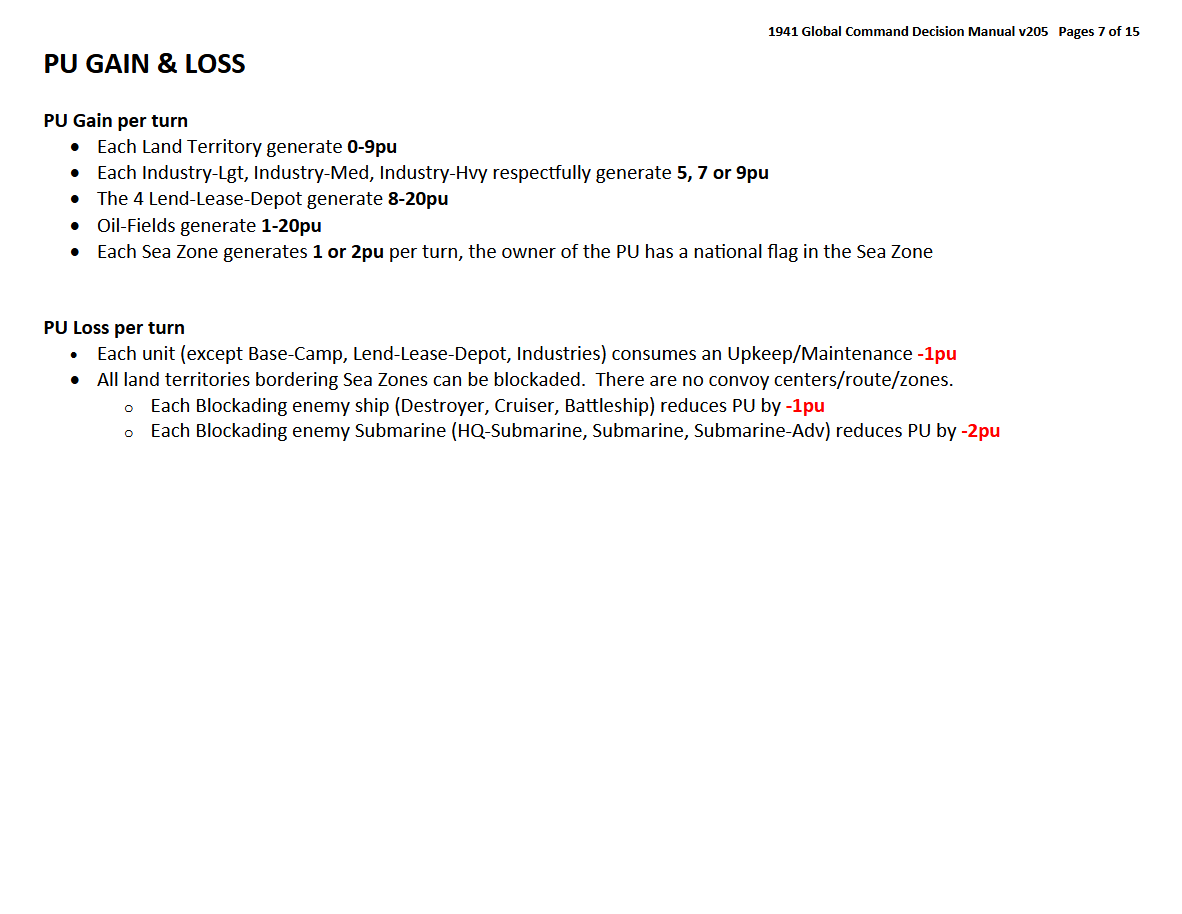 1941 Global Command Decision Manual v205 Pages 7 of 15
PU GAIN & LOSS
PU Gain per turn
• Each Land Territory generate 0-9pu
• Each Industry-Lgt, Industry-Med, Industry-Hvy respectfully generate 5, 7 or 9pu
• The 4 Lend-Lease-Depot generate 8-20pu
• Oil-Fields generate 1-20pu
• Each Sea Zone generates 1 or 2pu per turn, the owner of the PU has a national flag in the Sea Zone
PU Loss per turn
• Each unit (except Base-Camp, Lend-Lease-Depot, Industries) consumes an Upkeep/Maintenance -1pu
• All land territories bordering Sea Zones can be blockaded. There are no convoy centers/route/zones.
o Each Blockading enemy ship (Destroyer, Cruiser, Battleship) reduces PU by -1pu
o Each Blockading enemy Submarine (HQ-Submarine, Submarine, Submarine-Adv) reduces PU by -2pu